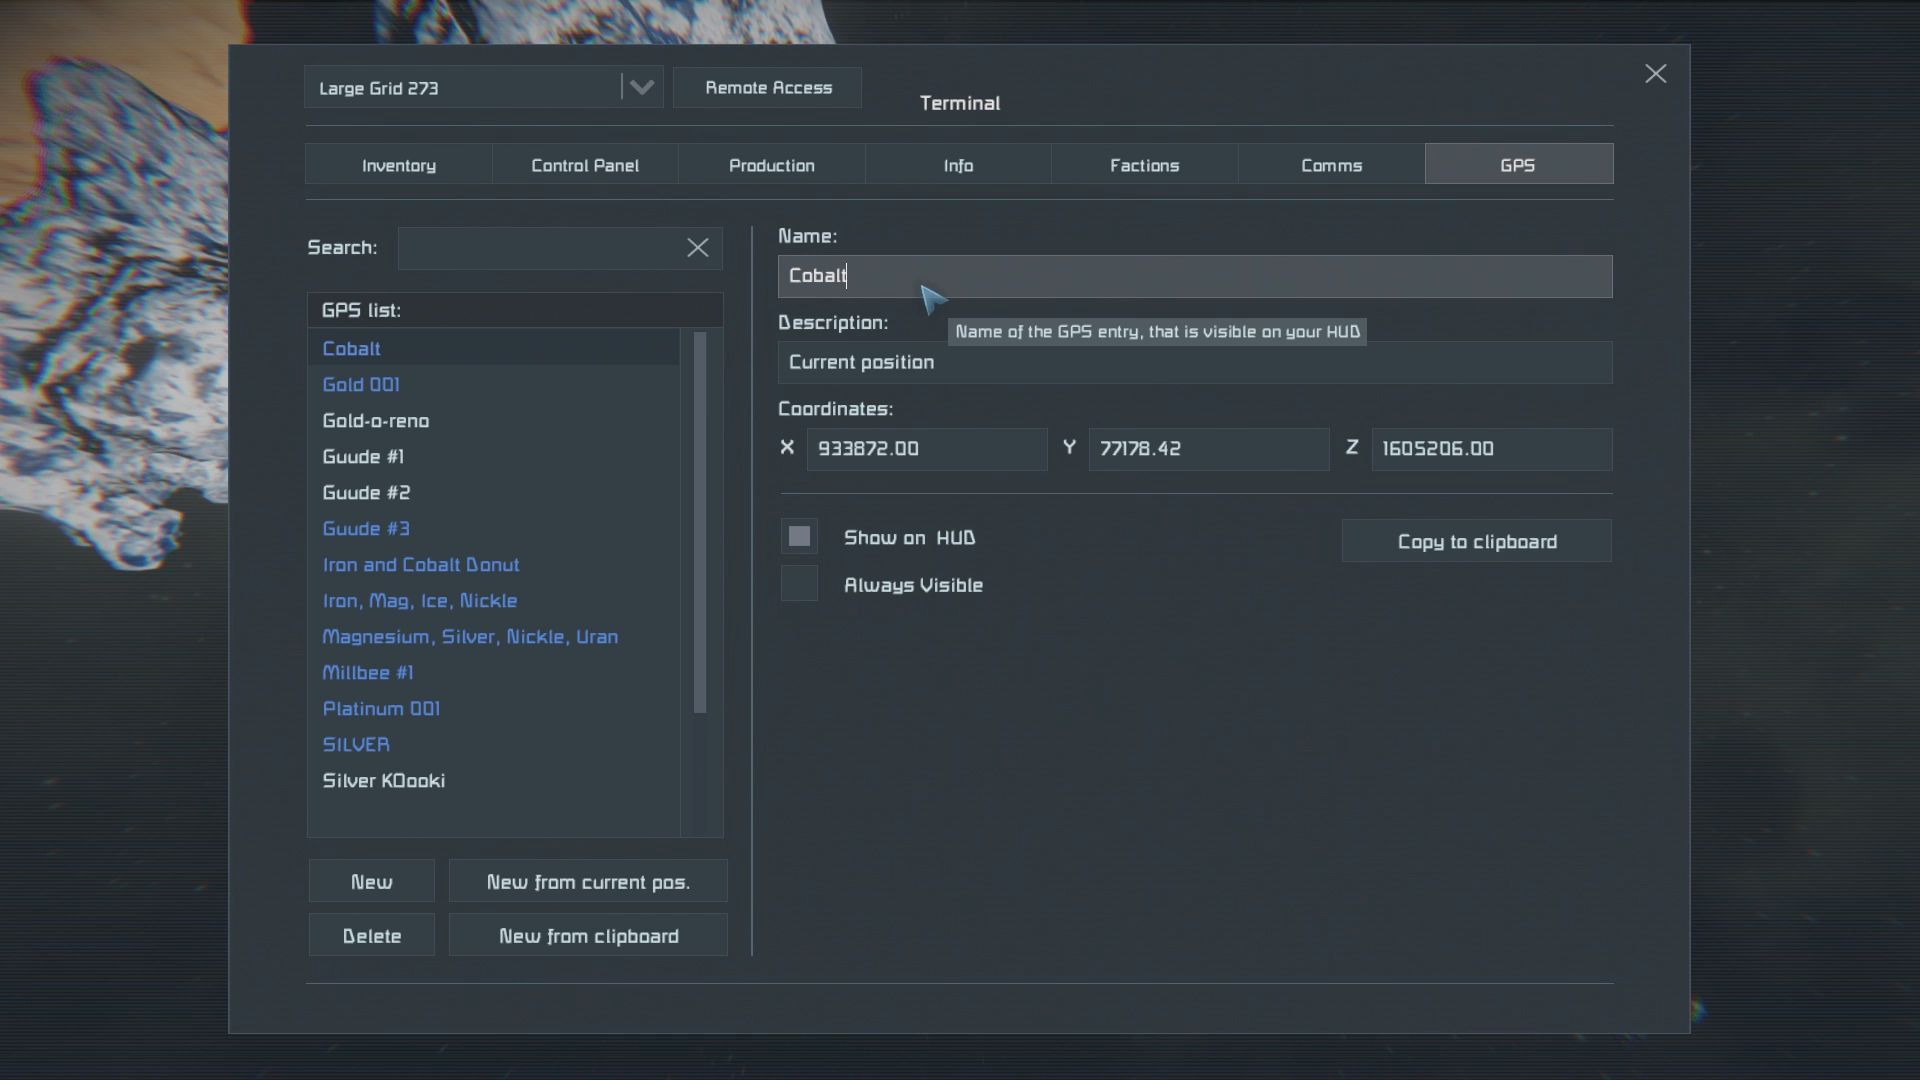 Large Grid 273
Remote Access
Terminal
Inventory
Control Panel
Production
Info
Factions
Comms
GPS
Search:
GPS list:
Cobalt
Gold 001
Gold-o-reno
Guude #1
Guude #2
Guude #3
Iron and Cobalt Donut
Iron, Mag, Ice, Nickle
Magnesium, Silver, Nickle, Uran
Millbee #1
Platinum 001
SILVER
Silver KOooki
New
New from current pos.
Delete
New from clipboard
Name:
Cobalt
Description:
Name of the GPS entry, that is visible on your HUD
Current position
Coordinates:
X 933872.00 Y 77178.42 Z 1605206.00
Show on HUD
Copy to clipboard
Always Visible